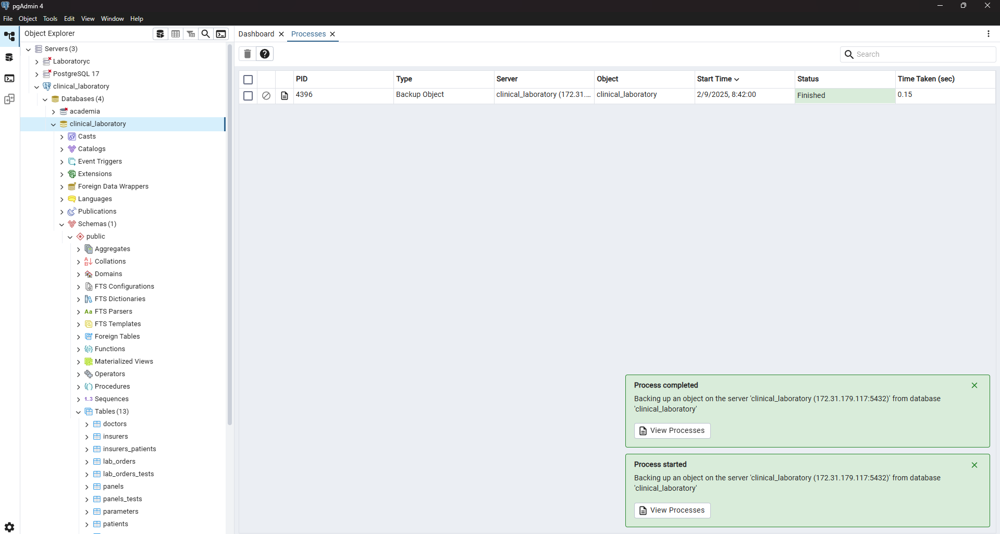 pgAdmin 4
File Object Tools Edit View Window Help
Object Explorer
Servers (3)
Laboratoryc
PostgreSQL 17
clinical_laboratory
Databases (4)
academia
clinical_laboratory
Casts
Catalogs
Event Triggers
Extensions
Foreign Data Wrappers
Languages
Publications
Schemas (1)
public
Aggregates
Collations
Domains
FTS Configurations
FTS Dictionaries
Aa FTS Parsers
FTS Templates
Foreign Tables
Functions
Materialized Views
Operators
Procedures
1..3 Sequences
Tables (13)
doctors
insurers
insurers_patients
lab_orders
lab_orders_tests
panels
panels_tests
parameters
patients
Dashboard Processes
Search
PID Type Server Object Start Time Status Time Taken (sec)
4396 Backup Object clinical_laboratory (172.31.... clinical_laboratory 2/9/2025, 8:42:00 Finished 0.15
Process completed
Backing up an object on the server 'clinical_laboratory (172.31.179.117:5432)' from database
'clinical_laboratory'
View Processes
Process started
Backing up an object on the server 'clinical_laboratory (172.31.179.117:5432)' from database
'clinical_laboratory'
View Processes